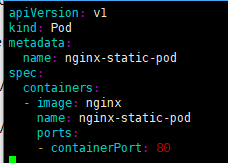 apiVersion: v1
kind: Pod
metadata:
  name: nginx-static-pod
spec:
  containers:
  - image: nginx
    name: nginx-static-pod
    ports:
    - containerPort: 80